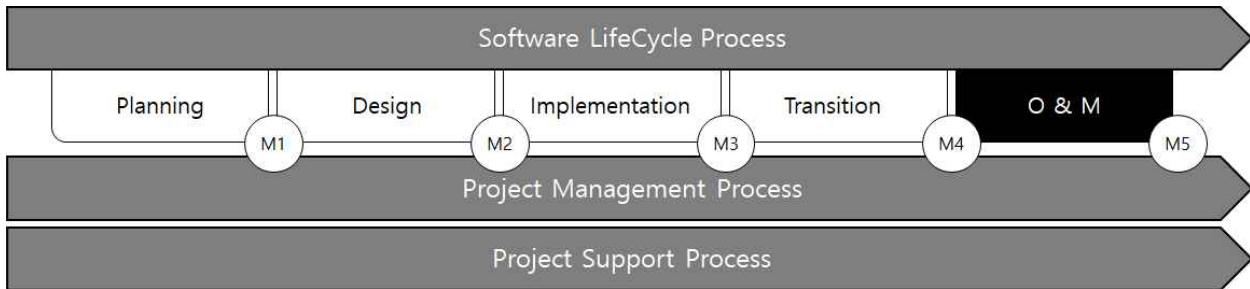 Software LifeCycle Process
Planning Design Implementation Transition O & M
M1 M2 M3 M4 M5
Project Management Process
Project Support Process